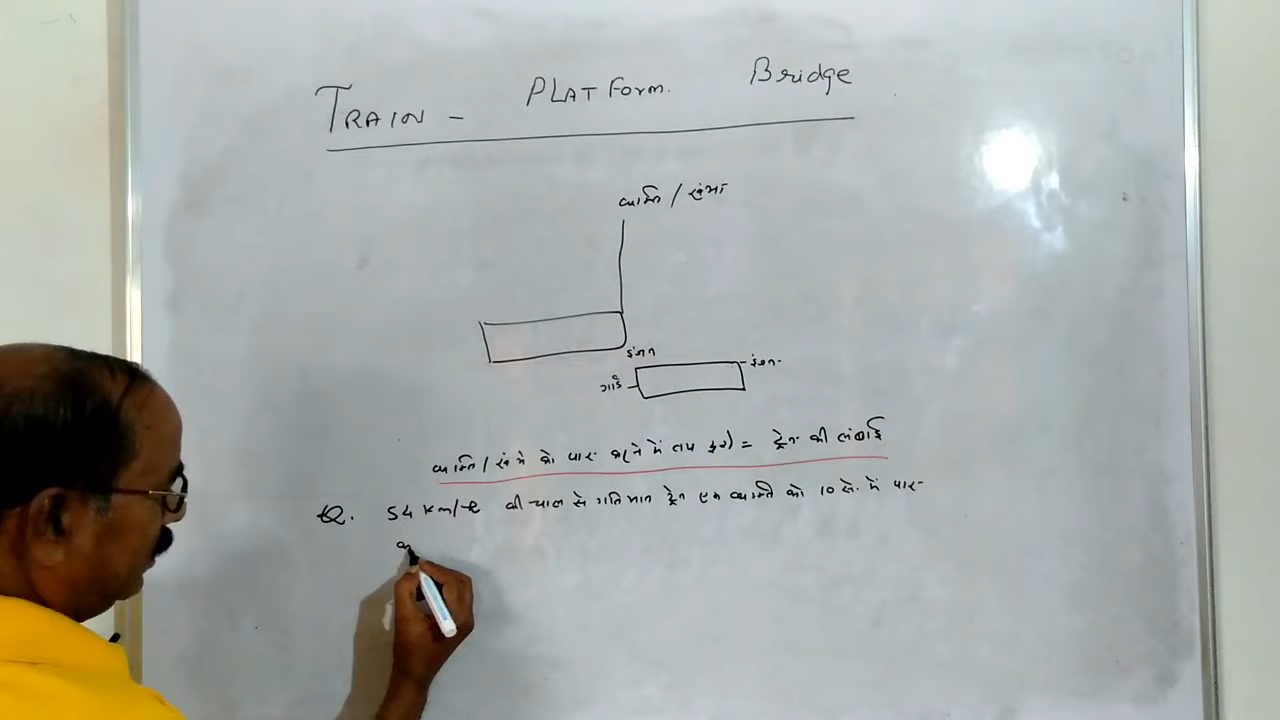 TRAIN - PLATForm. Bridge
व्यक्ति / खंभा
इंजन
इंजन
गार्ड
व्यक्ति / खंभे को पार करने में तय दूरी = ट्रेन की लंबाई
Q. 54 Km/h की चाल से गतिमान ट्रेन एक व्यक्ति को 10 से. में पार